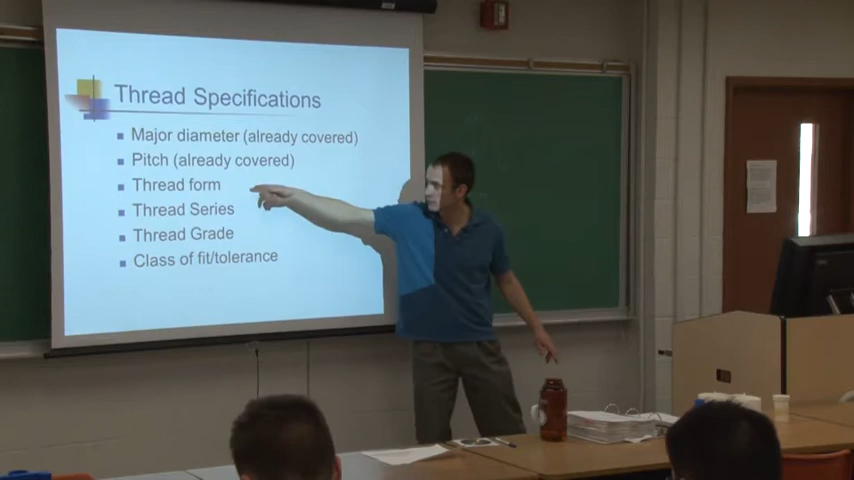 Thread Specifications
Major diameter (already covered)
Pitch (already covered)
Thread form
Thread Series
Thread Grade
Class of fit/tolerance